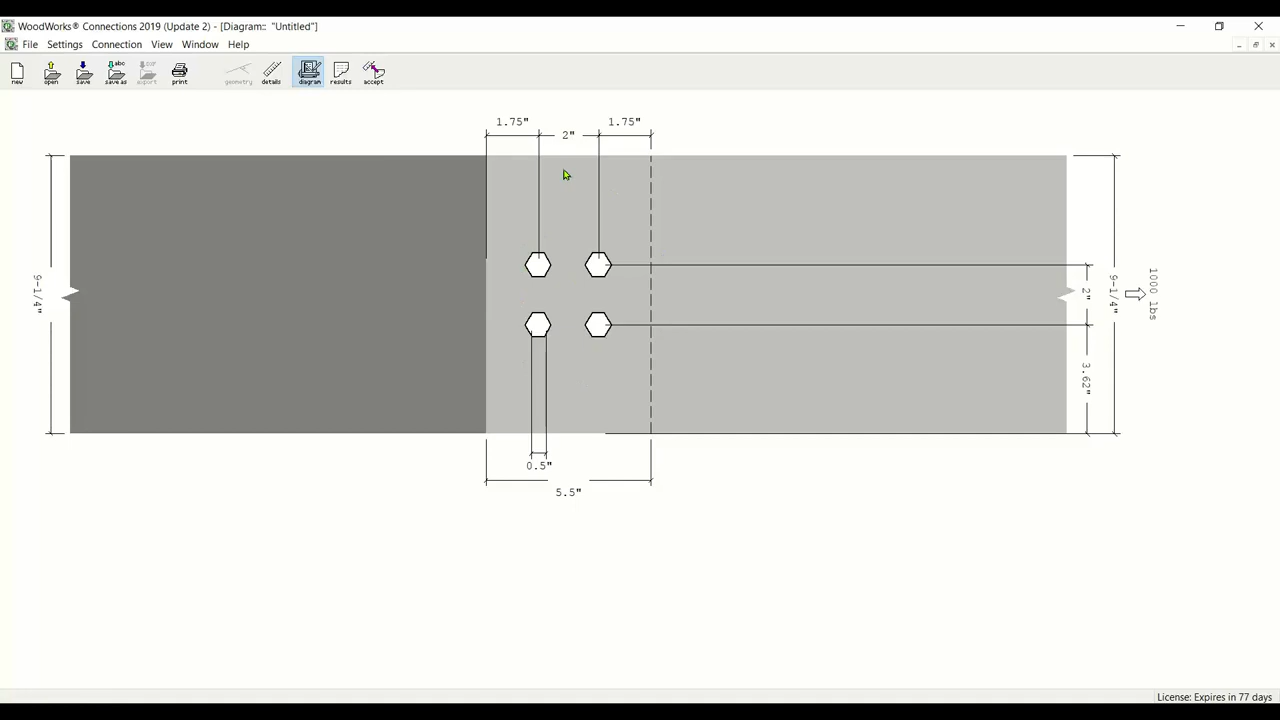 WoodWorks® Connections 2019 (Update 2) - [Diagram:: "Untitled"]
File Settings Connection View Window Help
new open save save as export print geometry details diagram results accept
1.75" 2" 1.75"
9-1/4"
2"
9-1/4"
1000 lbs
3.62"
0.5"
5.5"
License: Expires in 77 days